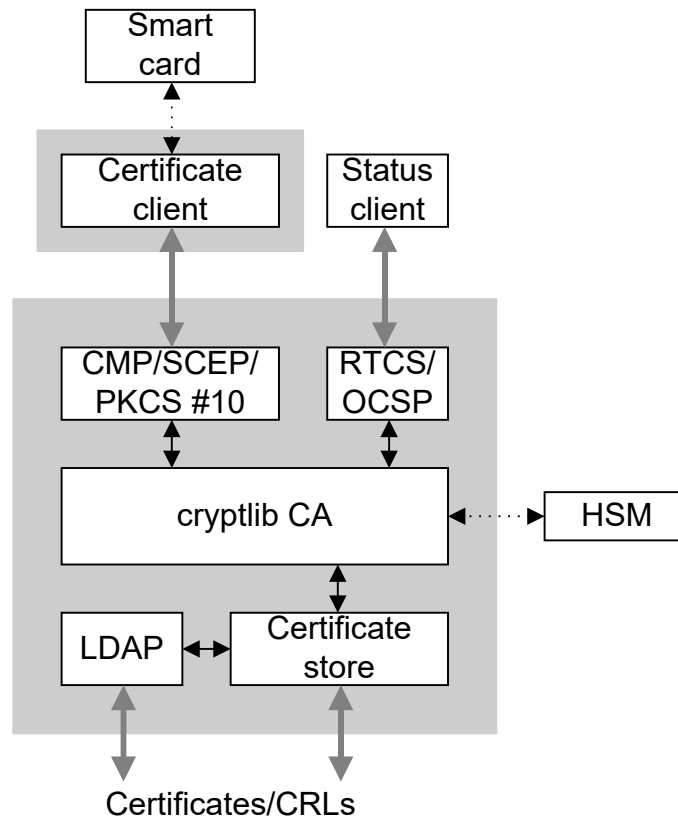 Smart
card
Certificate
client
Status
client
CMP/SCEP/
PKCS #10
RTCS/
OCSP
cryptlib CA
HSM
LDAP
Certificate
store
Certificates/CRLs